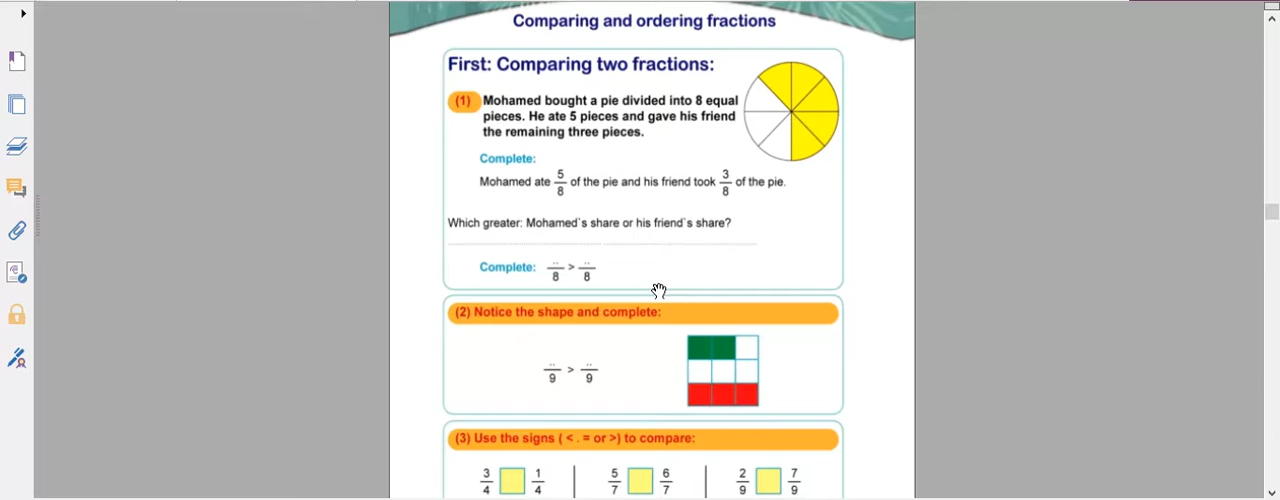 Comparing and ordering fractions
First: Comparing two fractions:
(1) Mohamed bought a pie divided into 8 equal
pieces. He ate 5 pieces and gave his friend
the remaining three pieces.
Complete:
Mohamed ate 5/8 of the pie and his friend took 3/8 of the pie.
Which greater: Mohamed`s share or his friend`s share?
Complete: ../8 > ../8
(2) Notice the shape and complete:
../9 > ../9
(3) Use the signs ( < . = or >) to compare:
3/4 1/4 5/7 6/7 2/9 7/9